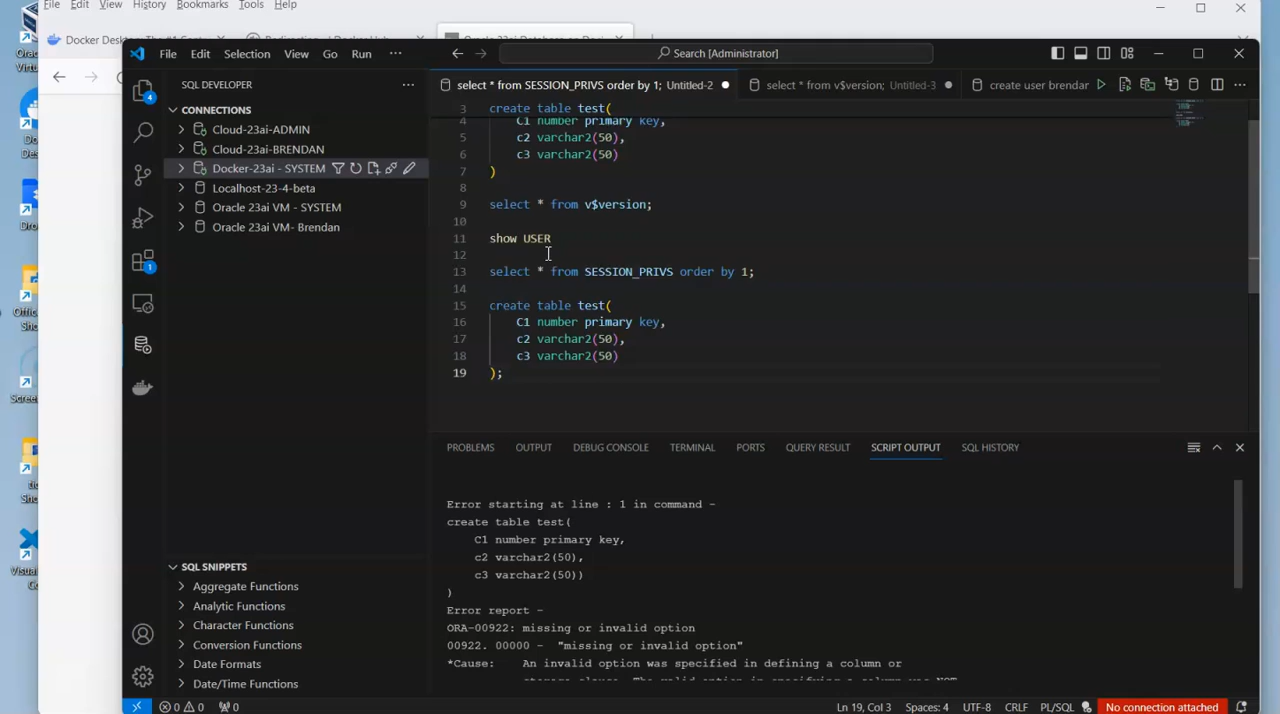 File Edit View History Bookmarks Tools Help
File Edit Selection View Go Run ··· Search [Administrator]
SQL DEVELOPER
select * from SESSION_PRIVS order by 1; Untitled-2
select * from v$version; Untitled-3
create user brendar
CONNECTIONS
Cloud-23ai-ADMIN
Cloud-23ai-BRENDAN
Docker-23ai - SYSTEM
Localhost-23-4-beta
Oracle 23ai VM - SYSTEM
Oracle 23ai VM- Brendan
4
1
3 create table test(
4 C1 number primary key,
5 c2 varchar2(50),
6 c3 varchar2(50)
7 )
8
9 select * from v$version;
10
11 show USER
12
13 select * from SESSION_PRIVS order by 1;
14
15 create table test(
16 C1 number primary key,
17 c2 varchar2(50),
18 c3 varchar2(50)
19 );
PROBLEMS OUTPUT DEBUG CONSOLE TERMINAL PORTS QUERY RESULT SCRIPT OUTPUT SQL HISTORY
Error starting at line : 1 in command -
create table test(
C1 number primary key,
c2 varchar2(50),
c3 varchar2(50))
)
Error report -
ORA-00922: missing or invalid option
00922. 00000 - "missing or invalid option"
*Cause: An invalid option was specified in defining a column or
SQL SNIPPETS
Aggregate Functions
Analytic Functions
Character Functions
Conversion Functions
Date Formats
Date/Time Functions
0 0 0 Ln 19, Col 3 Spaces: 4 UTF-8 CRLF PL/SQL No connection attached